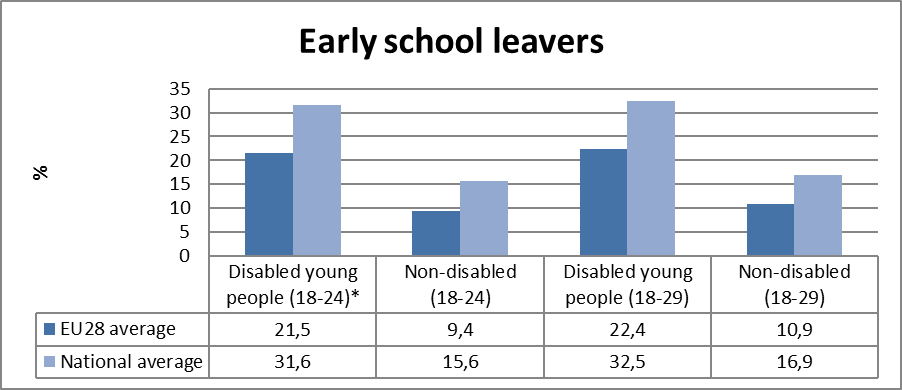 Early school leavers
%
35
30
25
20
15
10
5
0
Disabled young people (18-24)*
Non-disabled (18-24)
Disabled young people (18-29)
Non-disabled (18-29)
EU28 average 21,5 9,4 22,4 10,9
National average 31,6 15,6 32,5 16,9